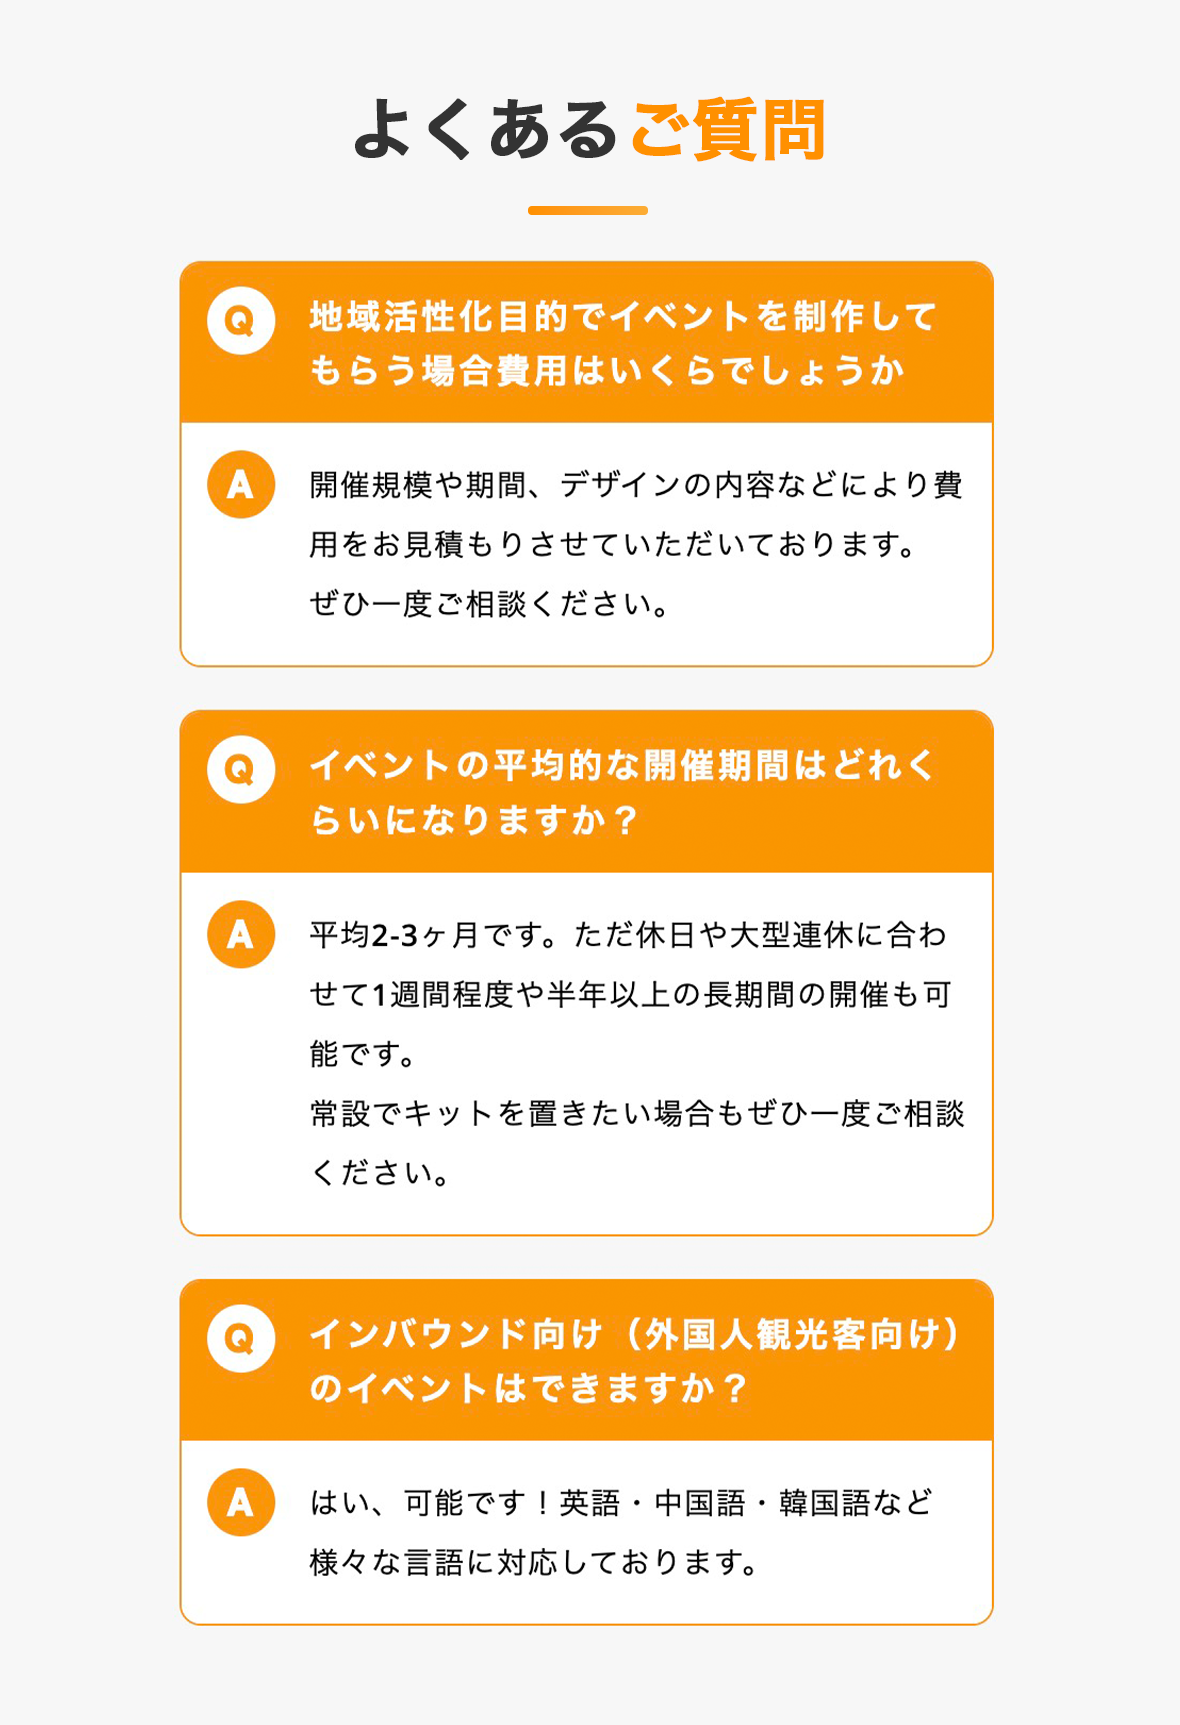 よくあるご質問
Q
地域活性化目的でイベントを制作して
もらう場合費用はいくらでしょうか
A
開催規模や期間、デザインの内容などにより費
用をお見積もりさせていただいております。
ぜひ一度ご相談ください。
Q
イベントの平均的な開催期間はどれく
らいになりますか？
A
平均2-3ヶ月です。ただ休日や大型連休に合わ
せて1週間程度や半年以上の長期間の開催も可
能です。
常設でキットを置きたい場合もぜひ一度ご相談
ください。
Q
インバウンド向け（外国人観光客向け）
のイベントはできますか？
A
はい、可能です！英語・中国語・韓国語など
様々な言語に対応しております。